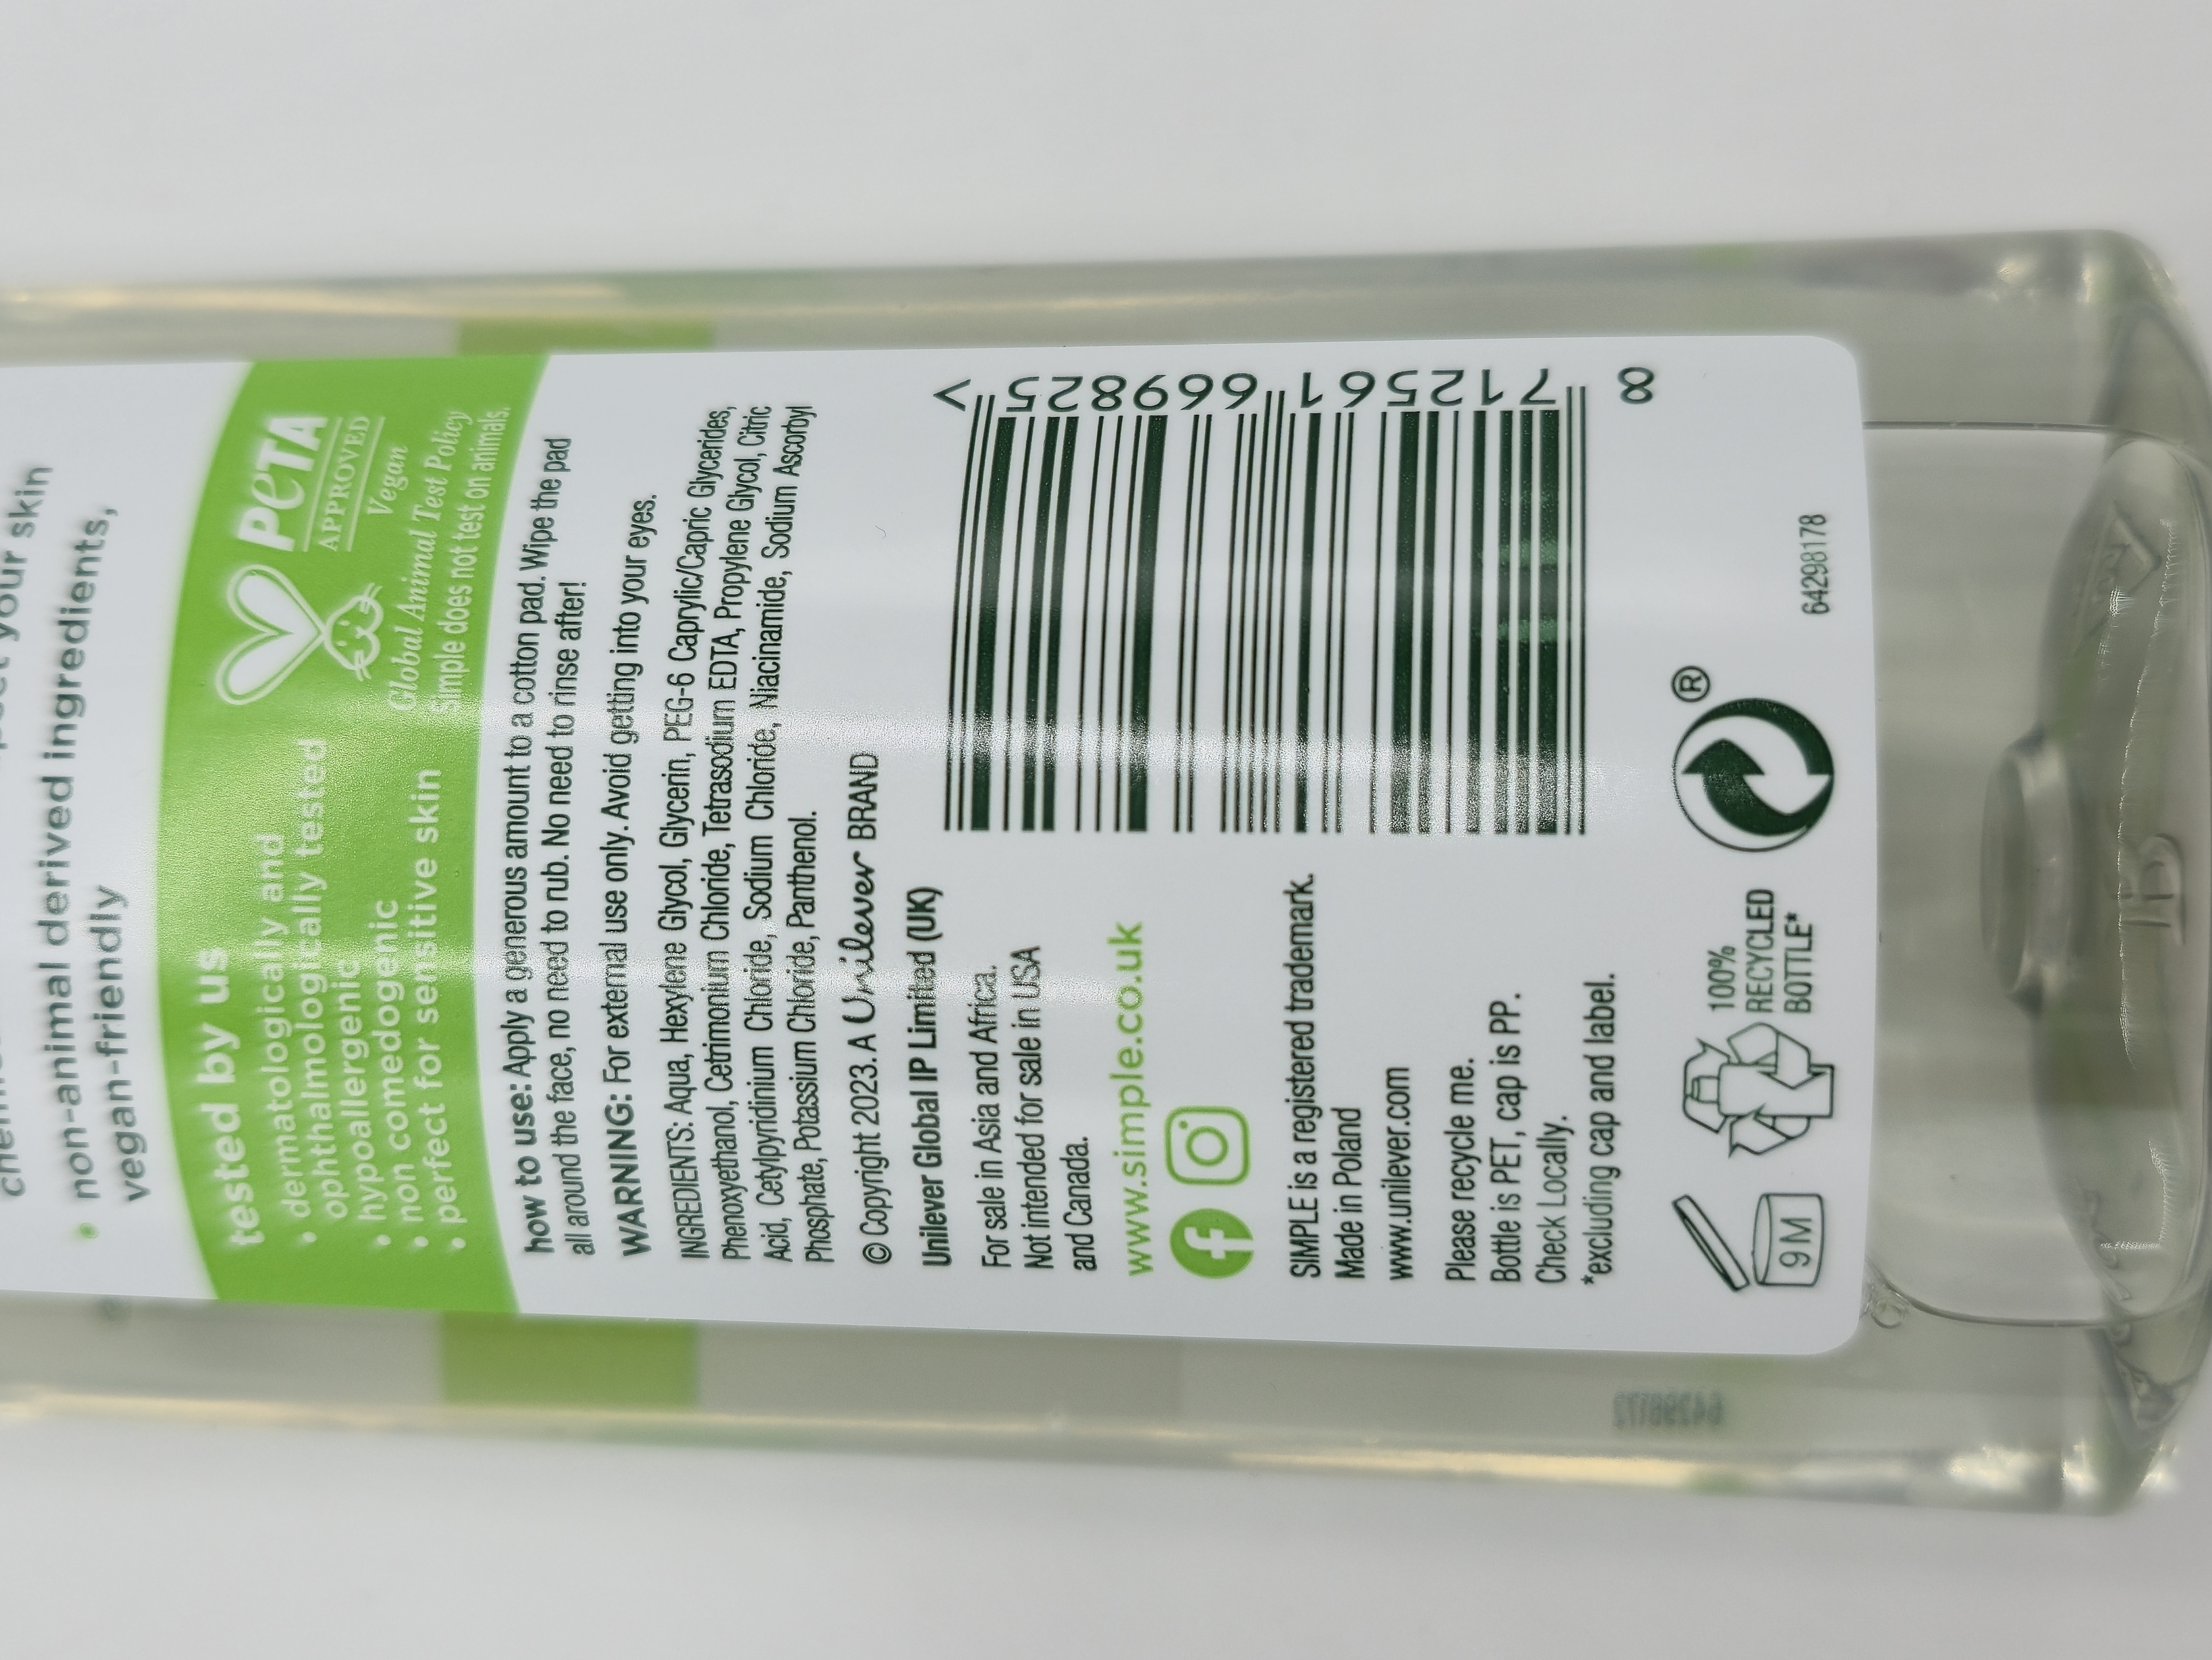 your skin
• non-animal derived ingredients,
vegan-friendly
tested by us
• dermatologically and
ophthalmologically tested
• hypoallergenic
• non comedogenic
• perfect for sensitive skin
PETA
APPROVED
Vegan
Global Animal Test Policy
Simple does not test on animals.
how to use: Apply a generous amount to a cotton pad. Wipe the pad
all around the face, no need to rub. No need to rinse after!
WARNING: For external use only. Avoid getting into your eyes.
INGREDIENTS: Aqua, Hexylene Glycol, Glycerin, PEG-6 Caprylic/Capric Glycerides,
Phenoxyethanol, Cetrimonium Chloride, Tetrasodium EDTA, Propylene Glycol, Citric
Acid, Cetylpyridinium Chloride, Sodium Chloride, Niacinamide, Sodium Ascorbyl
Phosphate, Potassium Chloride, Panthenol.
© Copyright 2023. A Unilever BRAND
Unilever Global IP Limited (UK)
For sale in Asia and Africa.
Not intended for sale in USA
and Canada.
www.simple.co.uk
SIMPLE is a registered trademark.
Made in Poland
www.unilever.com
Please recycle me.
Bottle is PET, cap is PP.
Check Locally.
*excluding cap and label.
8 712561 669825 >
9 M
100%
RECYCLED
BOTTLE*
®
64298178